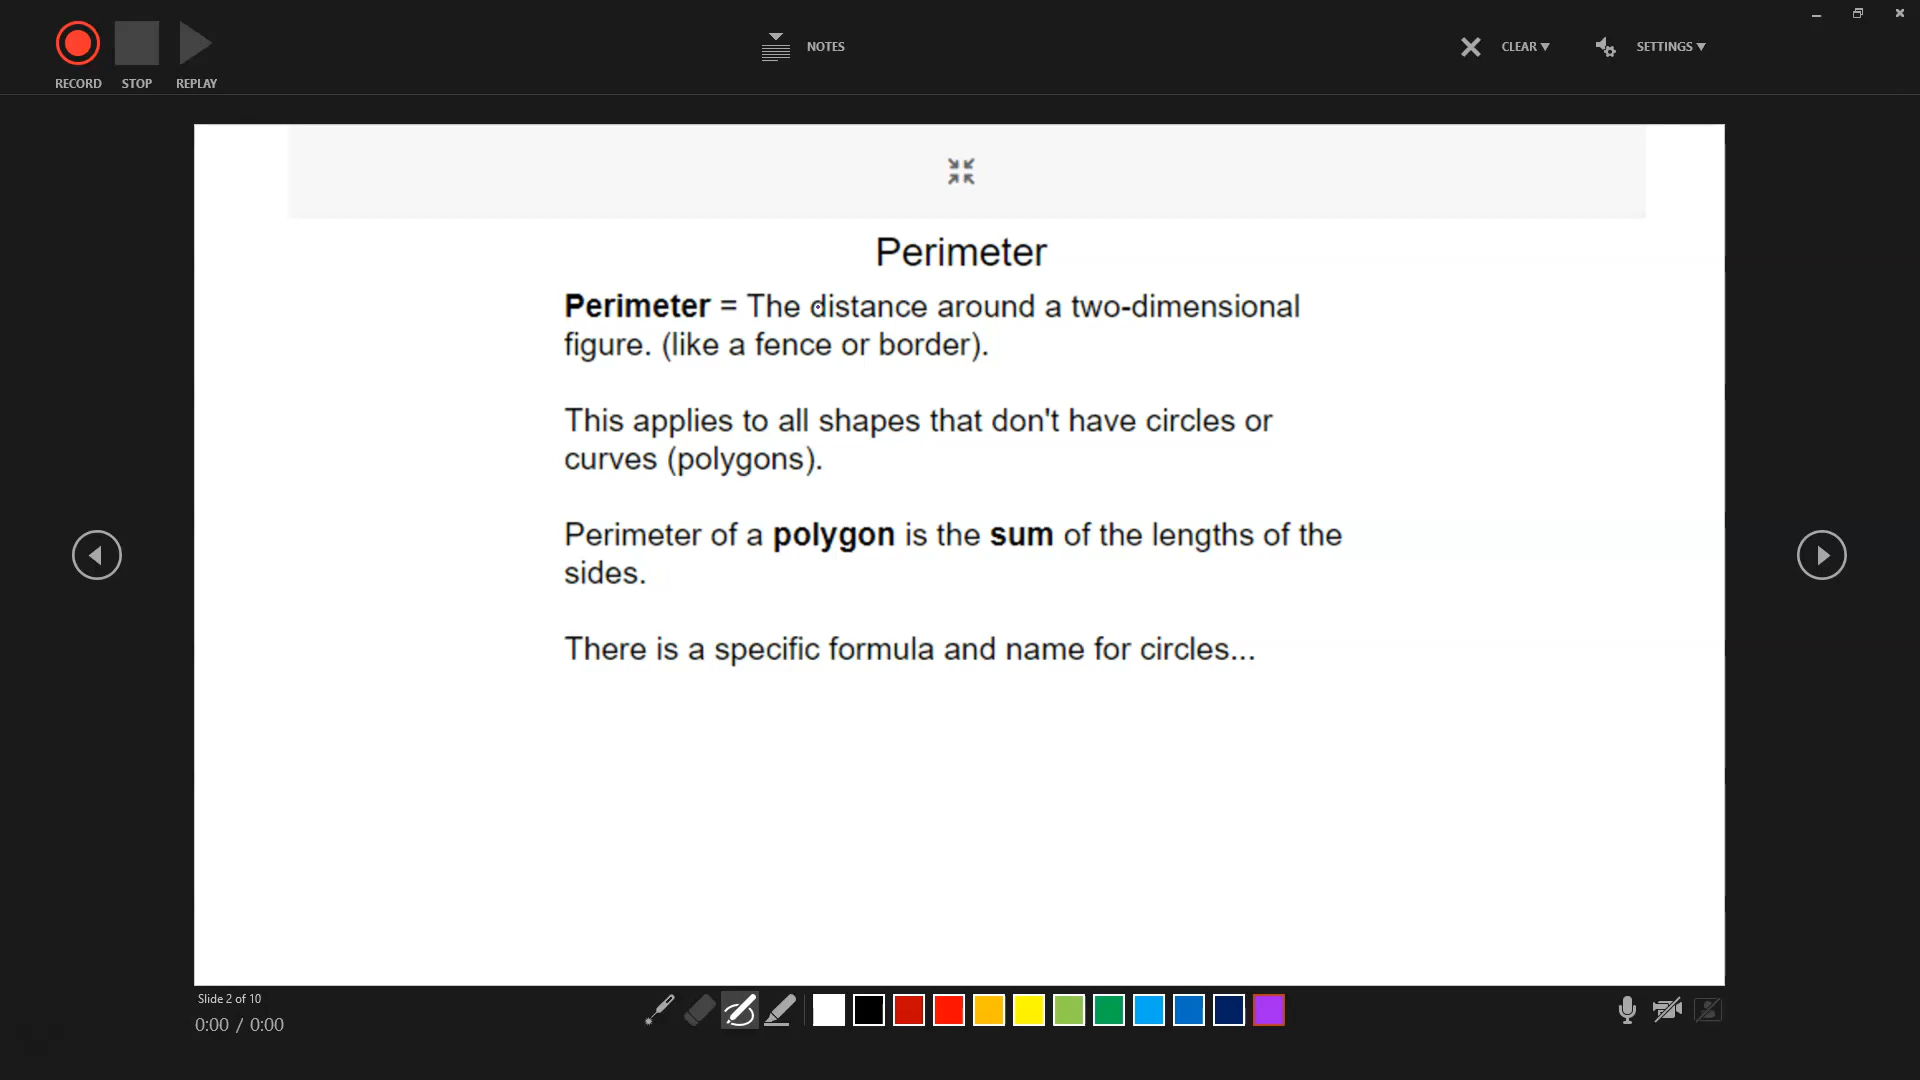 RECORD STOP REPLAY
NOTES
CLEAR
SETTINGS
Perimeter
Perimeter = The distance around a two-dimensional
figure. (like a fence or border).
This applies to all shapes that don't have circles or
curves (polygons).
Perimeter of a polygon is the sum of the lengths of the
sides.
There is a specific formula and name for circles...
Slide 2 of 10
0:00 / 0:00